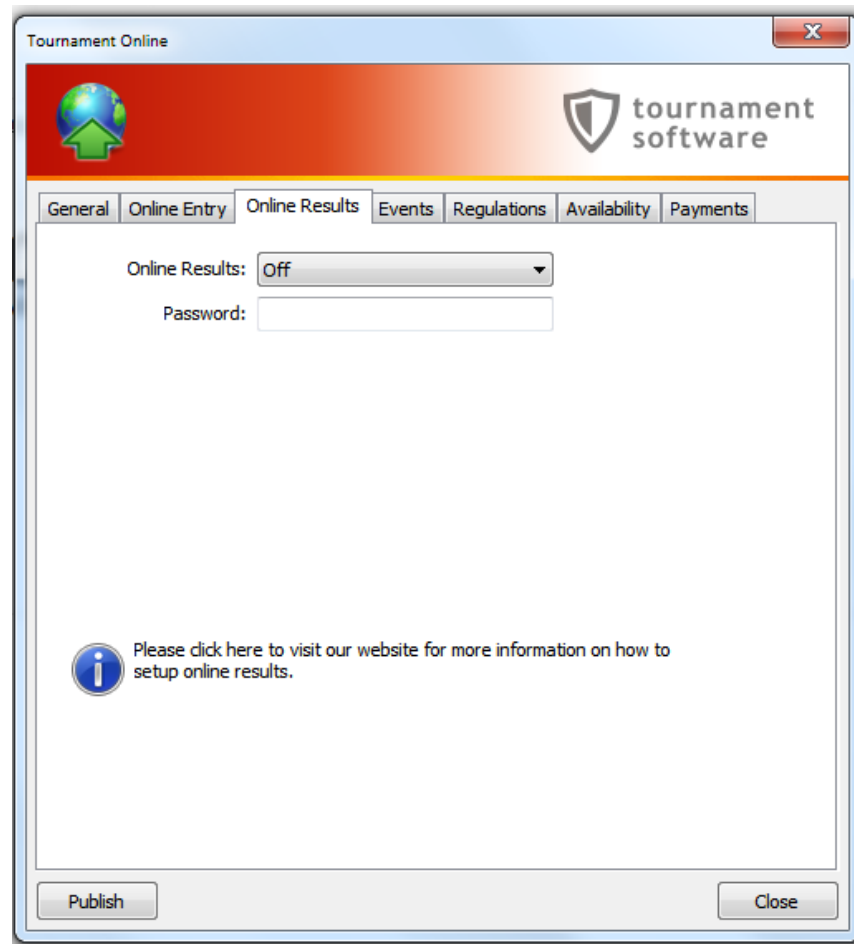 Tournament Online
tournament
software
General Online Entry Online Results Events Regulations Availability Payments
Online Results: Off
Password:
Please click here to visit our website for more information on how to
setup online results.
Publish Close